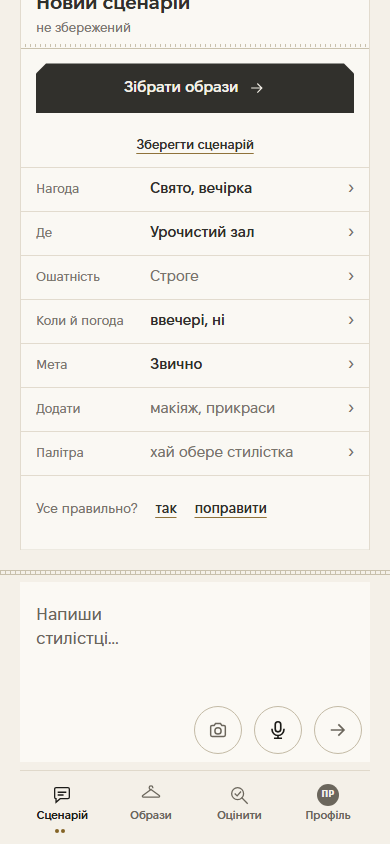 Новий сценарій
не збережений
Зібрати образи →
Зберегти сценарій
Нагода Свято, вечірка ›
Де Урочистий зал ›
Ошатність Строге ›
Коли й погода ввечері, ні ›
Мета Звично ›
Додати макіяж, прикраси ›
Палітра хай обере стилістка ›
Усе правильно? так поправити
Напиши
стилістці...
Сценарій Образи Оцінити ПР Профіль